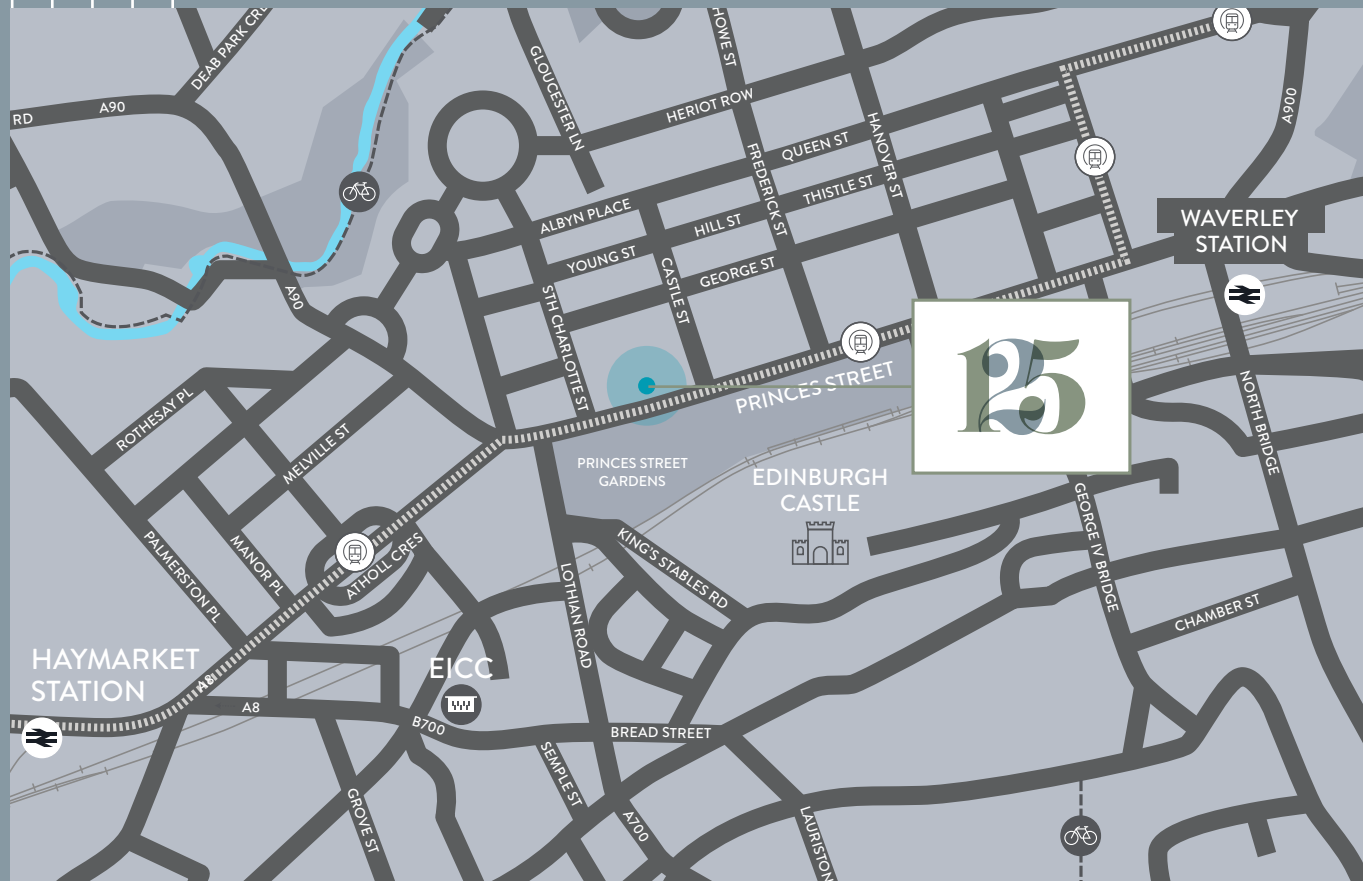 DEAB PARK CRE
HOWE ST
GLOUCESTER LN
A90
RD
HERIOT ROW
A900
QUEEN ST
HANOVER ST
FREDERICK ST
THISTLE ST
ALBYN PLACE
HILL ST
WAVERLEY
STATION
YOUNG ST
GEORGE ST
CASTLE ST
A90
STH CHARLOTTE ST
125
PRINCES STREET
NORTH BRIDGE
ROTHESAY PL
MELVILLE ST
PRINCES STREET
GARDENS
EDINBURGH
CASTLE
GEORGE IV BRIDGE
PALMERSTON PL
MANOR PL
ATHOLL CRES
KING'S STABLES RD
LOTHIAN ROAD
CHAMBER ST
HAYMARKET
STATION
A8
EICC
A8
B700
BREAD STREET
SEMPLE ST
GROVE ST
A700
LAURISTON